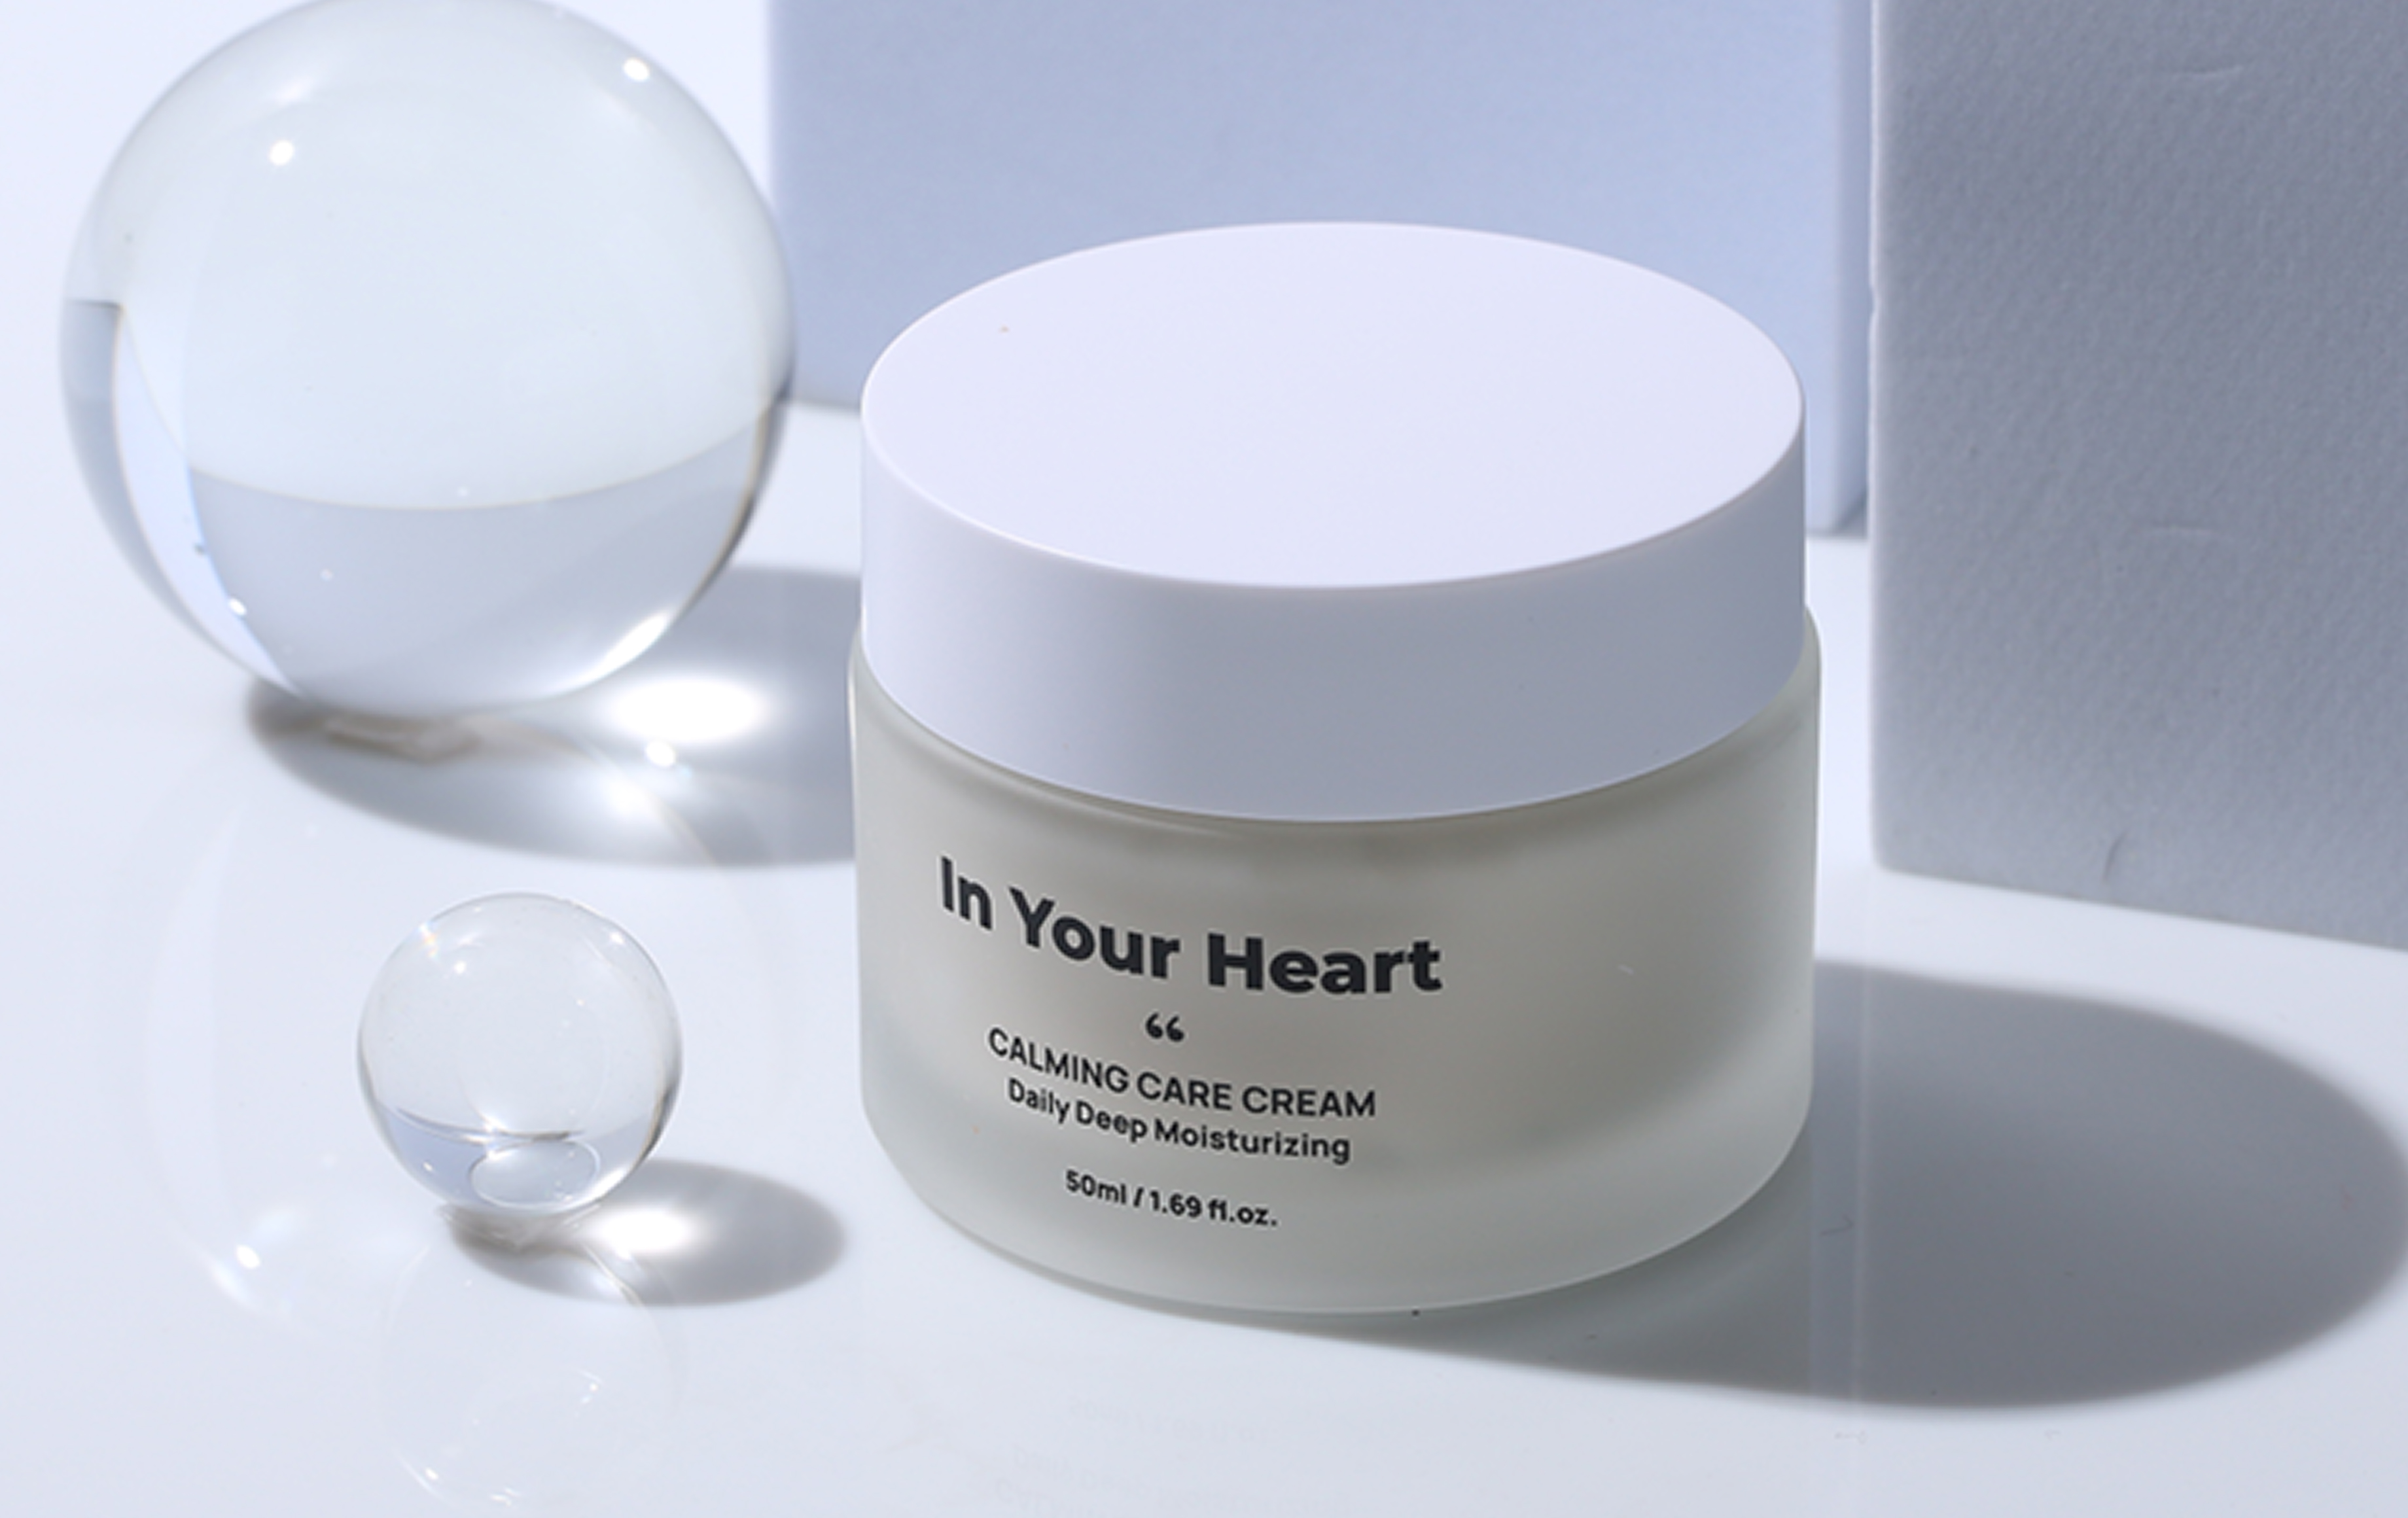 In Your Heart
“
CALMING CARE CREAM
Daily Deep Moisturizing
50ml / 1.69 fl.oz.